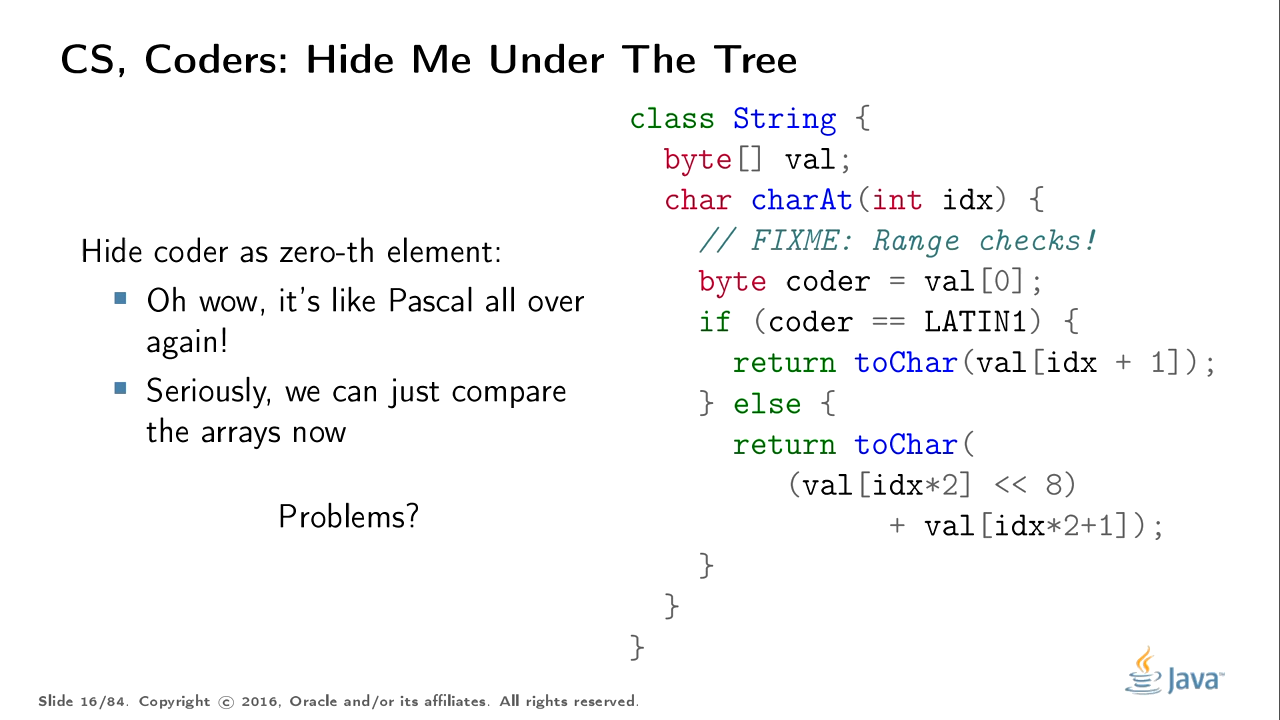 CS, Coders: Hide Me Under The Tree
Hide coder as zero-th element:
Oh wow, it's like Pascal all over
again!
Seriously, we can just compare
the arrays now
Problems?
class String {
byte[] val;
char charAt(int idx) {
// FIXME: Range checks!
byte coder = val[0];
if (coder == LATIN1) {
return toChar(val[idx + 1]);
} else {
return toChar(
(val[idx*2] << 8)
+ val[idx*2+1]);
}
}
}
Slide 16/84. Copyright © 2016, Oracle and/or its affiliates. All rights reserved.
Java™